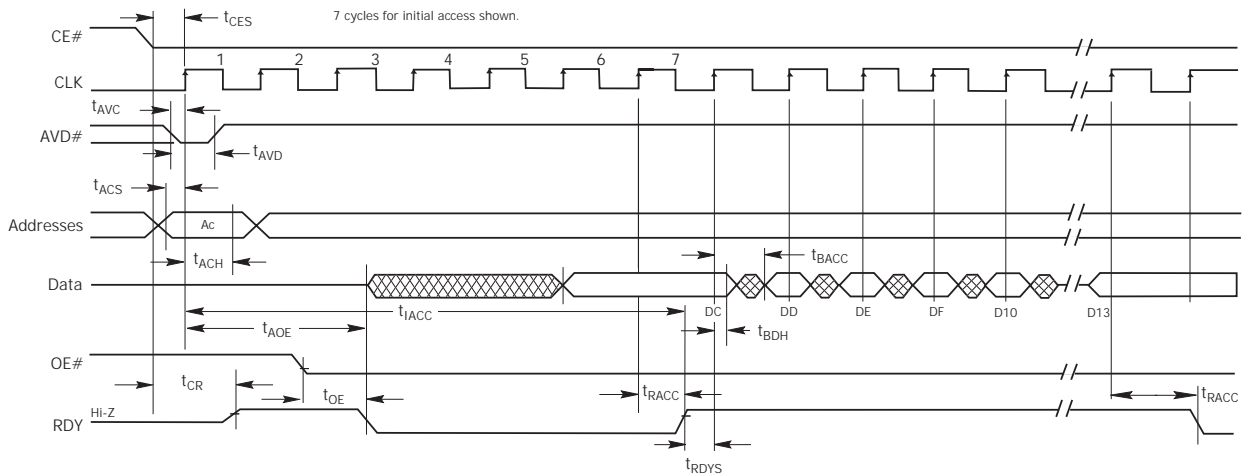 7 cycles for initial access shown.
tCES
CE#
1 2 3 4 5 6 7
CLK
tAVC
AVD#
tAVD
tACS
Addresses
Ac
tACH
tBACC
Data
DC DD DE DF D10 D13
tIACC
tAOE
tBDH
OE#
tCR
tOE
tRACC
tRACC
Hi-Z
RDY
tRDYS